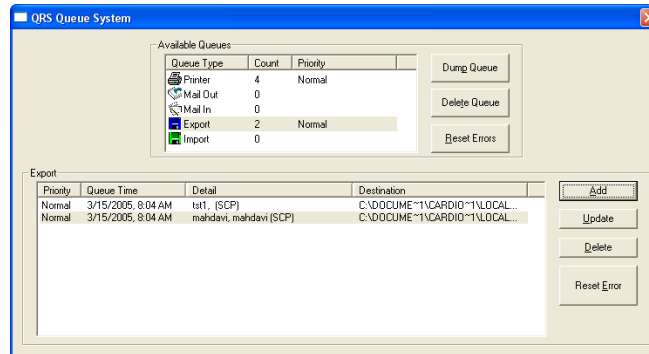 QRS Queue System
Available Queues
Queue Type Count Priority
Printer 4 Normal
Mail Out 0
Mail In 0
Export 2 Normal
Import 0
Dump Queue
Delete Queue
Reset Errors
Export
Priority Queue Time Detail Destination
Normal 3/15/2005, 8:04 AM tst1, (SCP) C:\DOCUME~1\CARDIO~1\LOCAL...
Normal 3/15/2005, 8:04 AM mahdavi, mahdavi (SCP) C:\DOCUME~1\CARDIO~1\LOCAL...
Add
Update
Delete
Reset Error